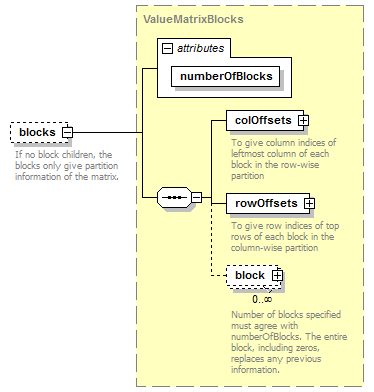 ValueMatrixBlocks
attributes
numberOfBlocks
blocks
If no block children, the
blocks only give partition
information of the matrix.
colOffsets
To give column indices of
leftmost column of each
block in the row-wise
partition
rowOffsets
To give row indices of top
rows of each block in the
column-wise partition
block
0..∞
Number of blocks specified
must agree with
numberOfBlocks. The entire
block, including zeros,
replaces any previous
information.